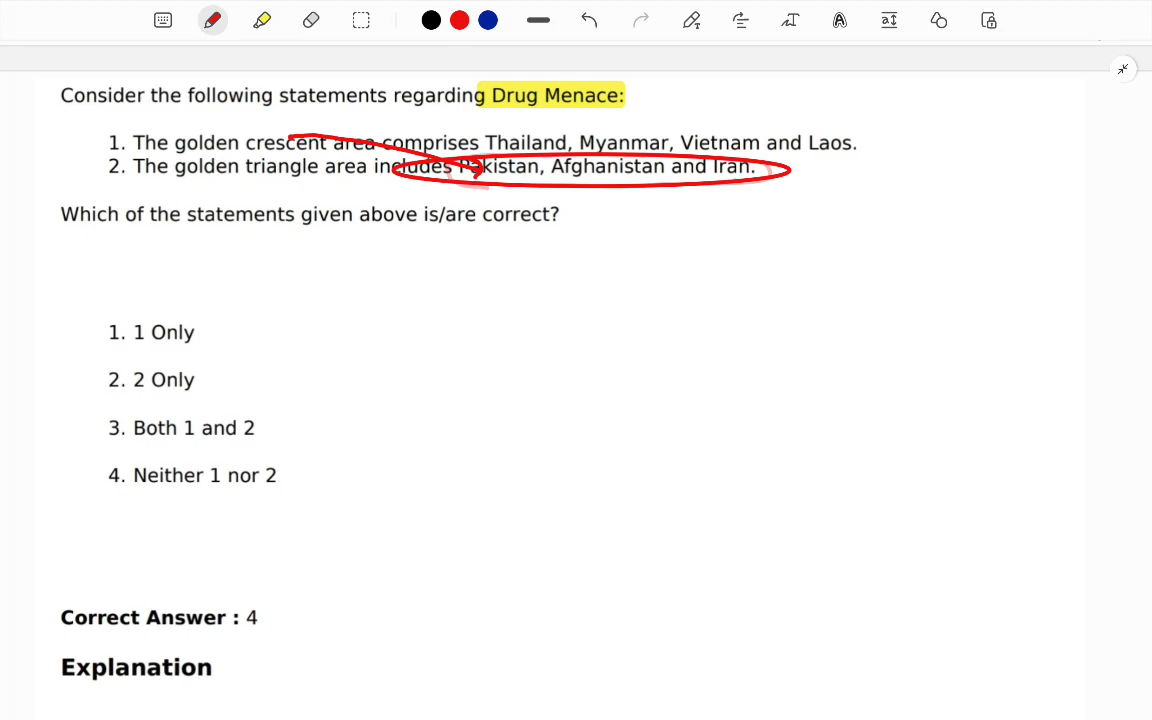 Consider the following statements regarding Drug Menace:
1. The golden crescent area comprises Thailand, Myanmar, Vietnam and Laos.
2. The golden triangle area includes Pakistan, Afghanistan and Iran.
Which of the statements given above is/are correct?
1. 1 Only
2. 2 Only
3. Both 1 and 2
4. Neither 1 nor 2
Correct Answer : 4
Explanation